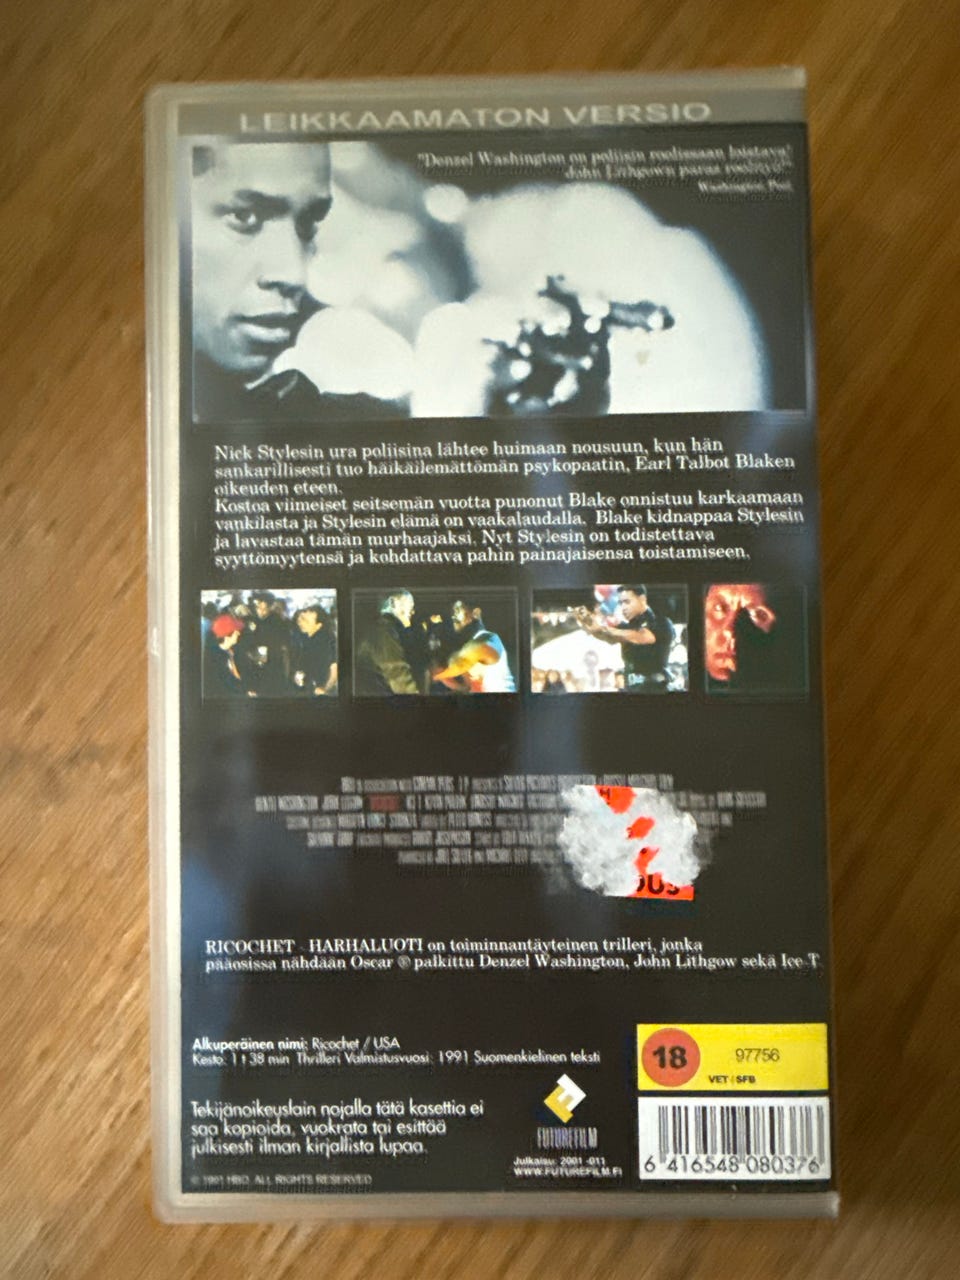 LEIKKAAMATON VERSIO
"Denzel Washington on poliisin roolissaan loistava!
John Lithgown paras roolityö."
Washington Post
Nick Stylesin ura poliisina lähtee huimaan nousuun, kun hän
sankarillisesti tuo häikäilemättömän psykopaatin, Earl Talbot Blaken
oikeuden eteen.
Kostoa viimeiset seitsemän vuotta punonut Blake onnistuu karkaamaan
vankilasta ja Stylesin elämä on vaakalaudalla. Blake kidnappaa Stylesin
ja lavastaa tämän murhaajaksi. Nyt Stylesin on todistettava
syyttömyytensä ja kohdattava pahin painajaisensa toistamiseen.
RICOCHET - HARHALUOTI on toiminnantäyteinen trilleri, jonka
pääosissa nähdään Oscar ® palkittu Denzel Washington, John Lithgow sekä Ice-T
Alkuperäinen nimi: Ricochet / USA
Kesto: 1 t 38 min Thrilleri Valmistusvuosi: 1991 Suomenkielinen teksti
18 97756
VET / SFB
Tekijänoikeuslain nojalla tätä kasettia ei
saa kopioida, vuokrata tai esittää
julkisesti ilman kirjallista lupaa.
FUTUREFILM
Julkaisu: 2001 -011
WWW.FUTUREFILM.FI
6 416548 080376
© 1991 HBO. ALL RIGHTS RESERVED